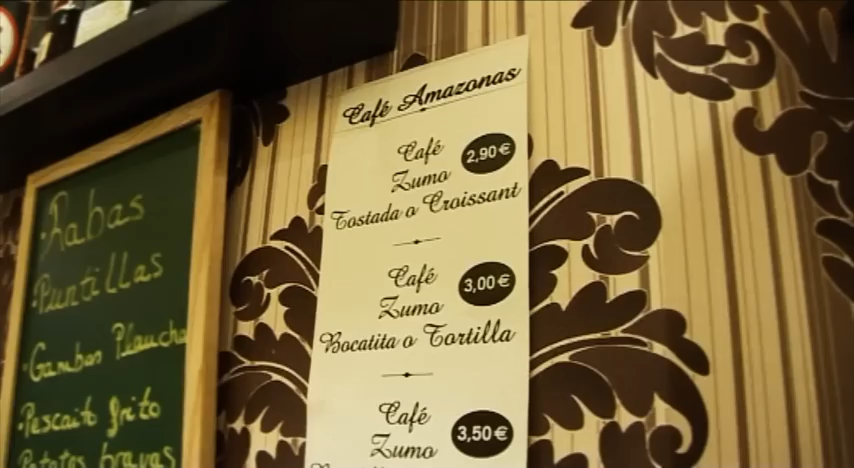 ·Rabas
·Puntillas
·Gambas Plancha
·Pescaito frito
Patatas bravas
Café Amazonas
Café
Zumo
2,90 €
Tostada o Croissant
Café
Zumo
3,00 €
Bocatita o Tortilla
Café
Zumo
3,50 €